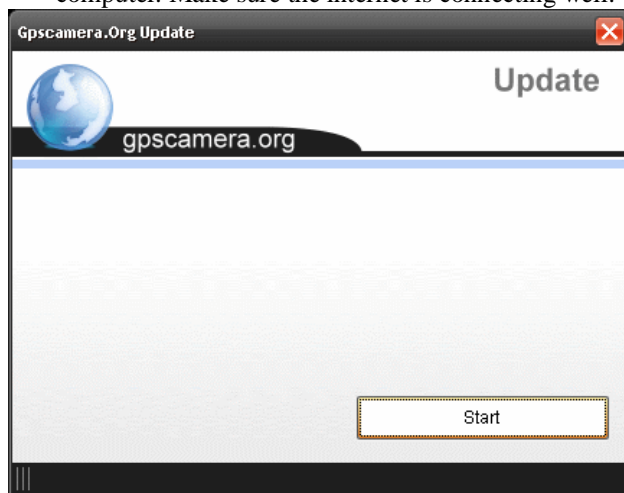 computer. Make sure the internet is connecting well.
Gpscamera.Org Update
Update
gpscamera.org
Start